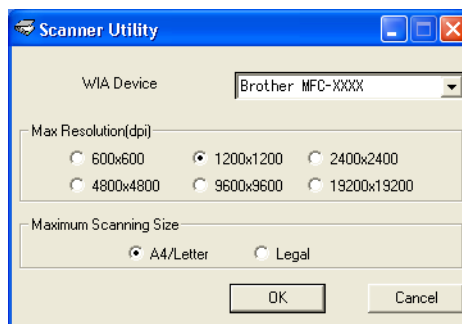 Scanner Utility
WIA Device
Brother MFC-XXXX
Max Resolution(dpi)
600x600 1200x1200 2400x2400
4800x4800 9600x9600 19200x19200
Maximum Scanning Size
A4/Letter Legal
OK Cancel